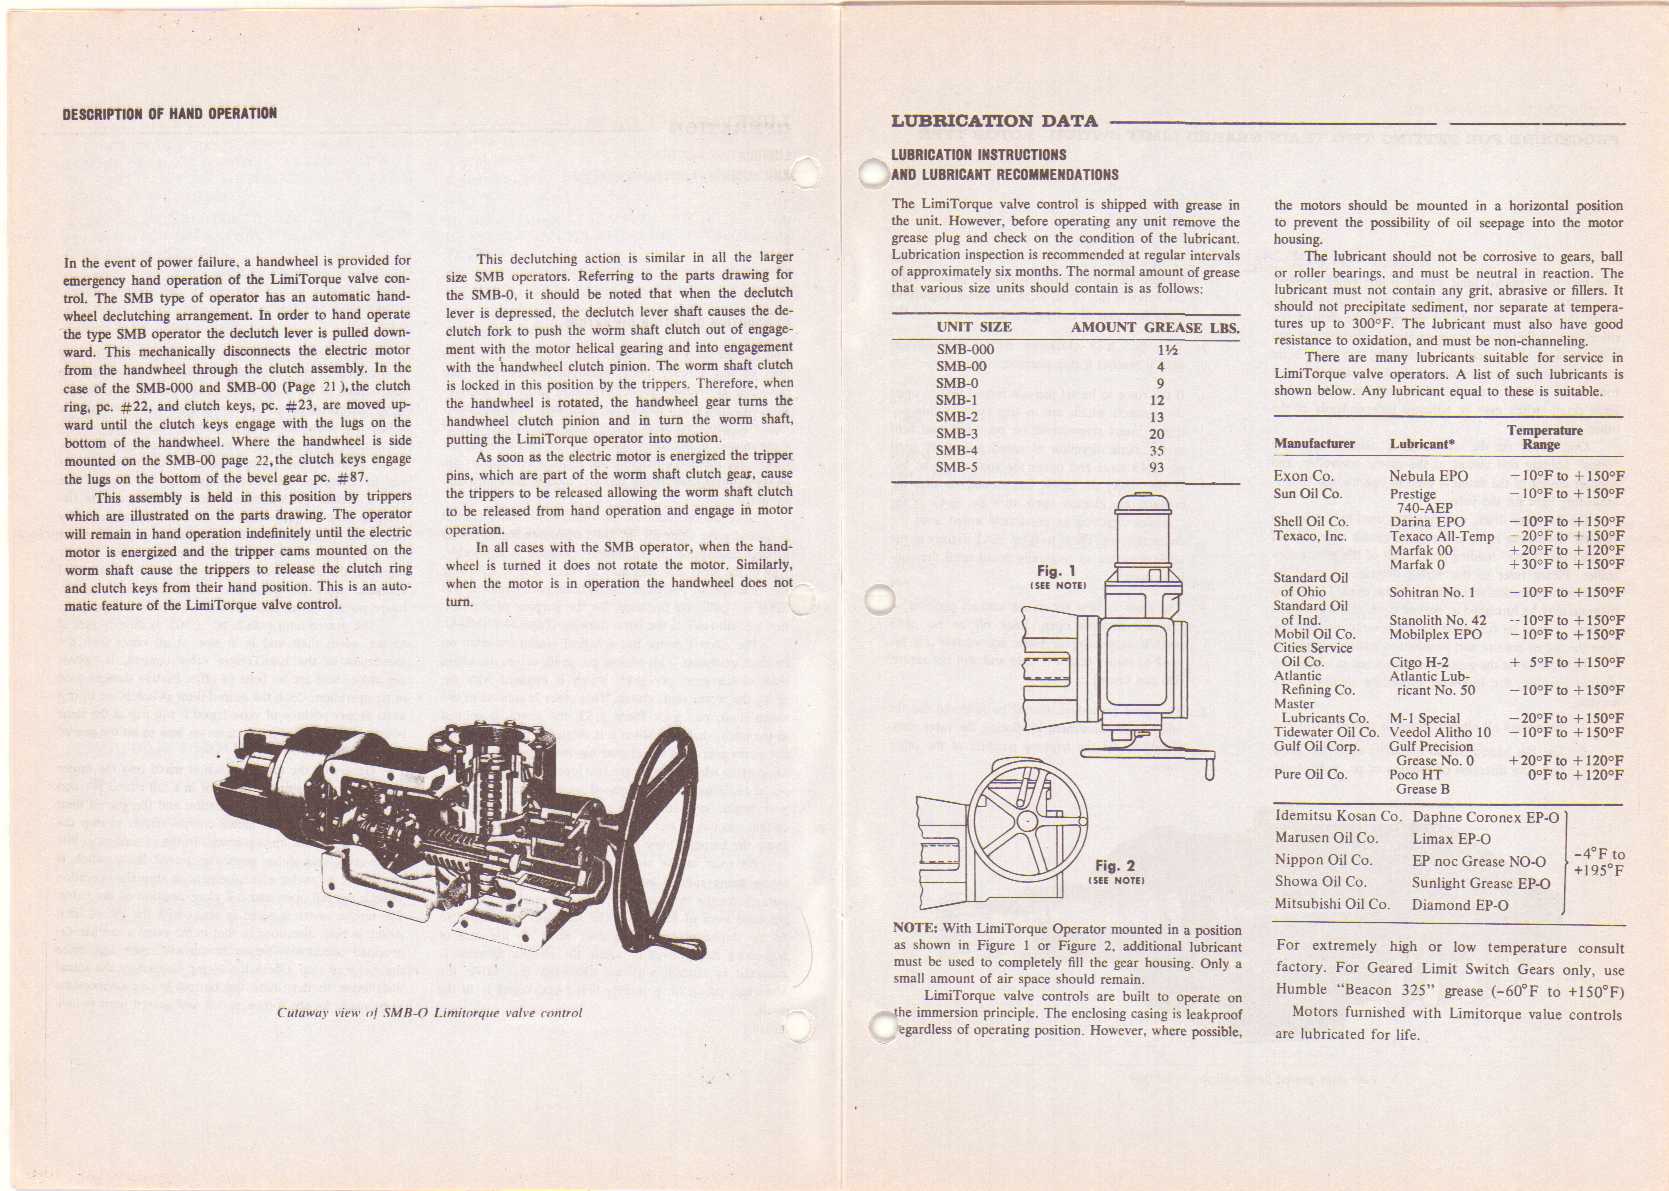 DESCRIPTION OF HAND OPERATION
In the event of power failure, a handwheel is provided for
emergency hand operation of the LimiTorque valve con-
trol. The SMB type of operator has an automatic hand-
wheel declutching arrangement. In order to hand operate
the type SMB operator the declutch lever is pulled down-
ward. This mechanically disconnects the electric motor
from the handwheel through the clutch assembly. In the
case of the SMB-000 and SMB-00 (Page 21 ), the clutch
ring, pc. #22, and clutch keys, pc. #23, are moved up-
ward until the clutch keys engage with the lugs on the
bottom of the handwheel. Where the handwheel is side
mounted on the SMB-00 page 22, the clutch keys engage
the lugs on the bottom of the bevel gear pc. #87.
This assembly is held in this position by trippers
which are illustrated on the parts drawing. The operator
will remain in hand operation indefinitely until the electric
motor is energized and the tripper cams mounted on the
worm shaft cause the trippers to release the clutch ring
and clutch keys from their hand position. This is an auto-
matic feature of the LimiTorque valve control.
This declutching action is similar in all the larger
size SMB operators. Referring to the parts drawing for
the SMB-0, it should be noted that when the declutch
lever is depressed, the declutch lever shaft causes the de-
clutch fork to push the worm shaft clutch out of engage-
ment with the motor helical gearing and into engagement
with the handwheel clutch pinion. The worm shaft clutch
is locked in this position by the trippers. Therefore, when
the handwheel is rotated, the handwheel gear turns the
handwheel clutch pinion and in turn the worm shaft,
putting the LimiTorque operator into motion.
As soon as the electric motor is energized the tripper
pins, which are part of the worm shaft clutch gear, cause
the trippers to be released allowing the worm shaft clutch
to be released from hand operation and engage in motor
operation.
In all cases with the SMB operator, when the hand-
wheel is turned it does not rotate the motor. Similarly,
when the motor is in operation the handwheel does not
turn.
Cutaway view of SMB-O Limitorque valve control
LUBRICATION DATA
LUBRICATION INSTRUCTIONS
AND LUBRICANT RECOMMENDATIONS
The LimiTorque valve control is shipped with grease in
the unit. However, before operating any unit remove the
grease plug and check on the condition of the lubricant.
Lubrication inspection is recommended at regular intervals
of approximately six months. The normal amount of grease
that various size units should contain is as follows:
UNIT SIZE AMOUNT GREASE LBS.
SMB-000 1½
SMB-00 4
SMB-0 9
SMB-1 12
SMB-2 13
SMB-3 20
SMB-4 35
SMB-5 93
Fig. 1
(SEE NOTE)
Fig. 2
(SEE NOTE)
NOTE: With LimiTorque Operator mounted in a position
as shown in Figure 1 or Figure 2, additional lubricant
must be used to completely fill the gear housing. Only a
small amount of air space should remain.
LimiTorque valve controls are built to operate on
the immersion principle. The enclosing casing is leakproof
regardless of operating position. However, where possible,
the motors should be mounted in a horizontal position
to prevent the possibility of oil seepage into the motor
housing.
The lubricant should not be corrosive to gears, ball
or roller bearings, and must be neutral in reaction. The
lubricant must not contain any grit, abrasive or fillers. It
should not precipitate sediment, nor separate at tempera-
tures up to 300°F. The lubricant must also have good
resistance to oxidation, and must be non-channeling.
There are many lubricants suitable for service in
LimiTorque valve operators. A list of such lubricants is
shown below. Any lubricant equal to these is suitable.
Temperature
Manufacturer Lubricant* Range
Exon Co. Nebula EPO −10°F to +150°F
Sun Oil Co. Prestige −10°F to +150°F
740-AEP
Shell Oil Co. Darina EPO −10°F to +150°F
Texaco, Inc. Texaco All-Temp −20°F to +150°F
Marfak 00 +20°F to +120°F
Marfak 0 +30°F to +150°F
Standard Oil
of Ohio Sohitran No. 1 −10°F to +150°F
Standard Oil
of Ind. Stanolith No. 42 −10°F to +150°F
Mobil Oil Co. Mobilplex EPO −10°F to +150°F
Cities Service
Oil Co. Citgo H-2 + 5°F to +150°F
Atlantic Atlantic Lub-
Refining Co. ricant No. 50 −10°F to +150°F
Master
Lubricants Co. M-1 Special −20°F to +150°F
Tidewater Oil Co. Veedol Alitho 10 −10°F to +150°F
Gulf Oil Corp. Gulf Precision
Grease No. 0 +20°F to +120°F
Pure Oil Co. Poco HT 0°F to +120°F
Grease B
Idemitsu Kosan Co. Daphne Coronex EP-O
Marusen Oil Co. Limax EP-O
Nippon Oil Co. EP noc Grease NO-O
Showa Oil Co. Sunlight Grease EP-O
Mitsubishi Oil Co. Diamond EP-O
-4°F to
+195°F
For extremely high or low temperature consult
factory. For Geared Limit Switch Gears only, use
Humble "Beacon 325" grease (-60°F to +150°F)
Motors furnished with Limitorque value controls
are lubricated for life.